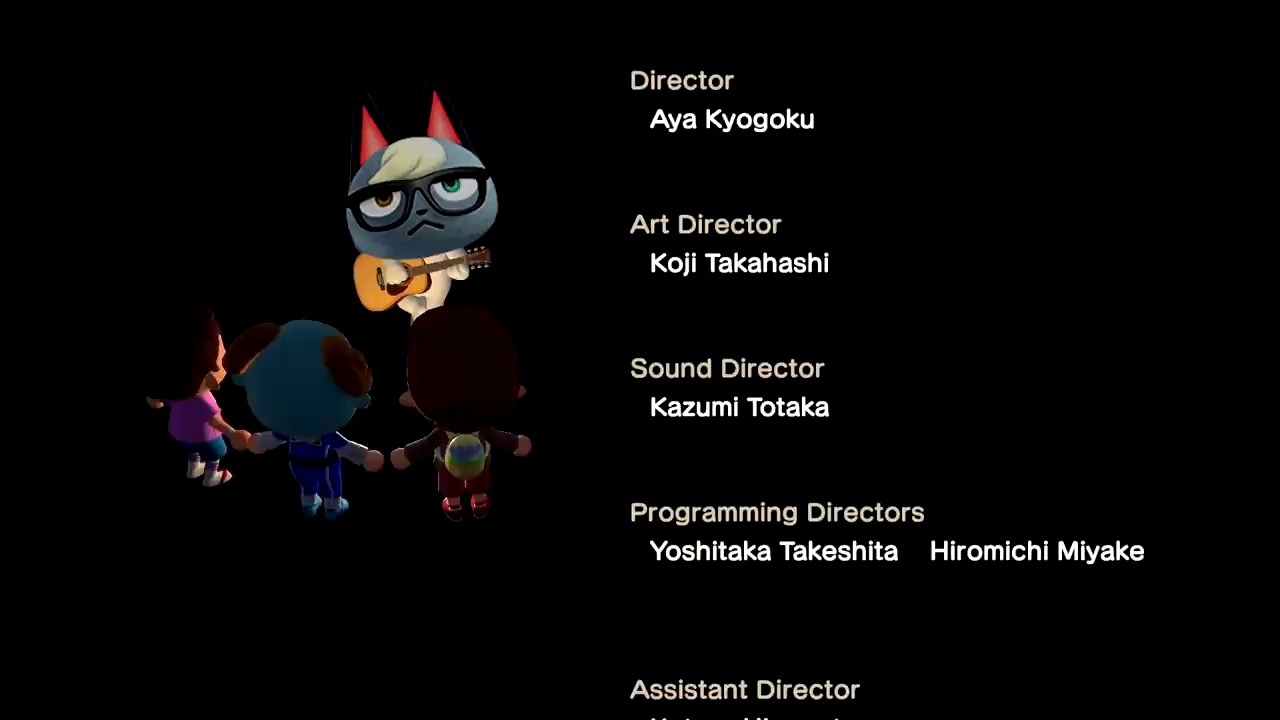 Director
Aya Kyogoku
Art Director
Koji Takahashi
Sound Director
Kazumi Totaka
Programming Directors
Yoshitaka Takeshita Hiromichi Miyake
Assistant Director